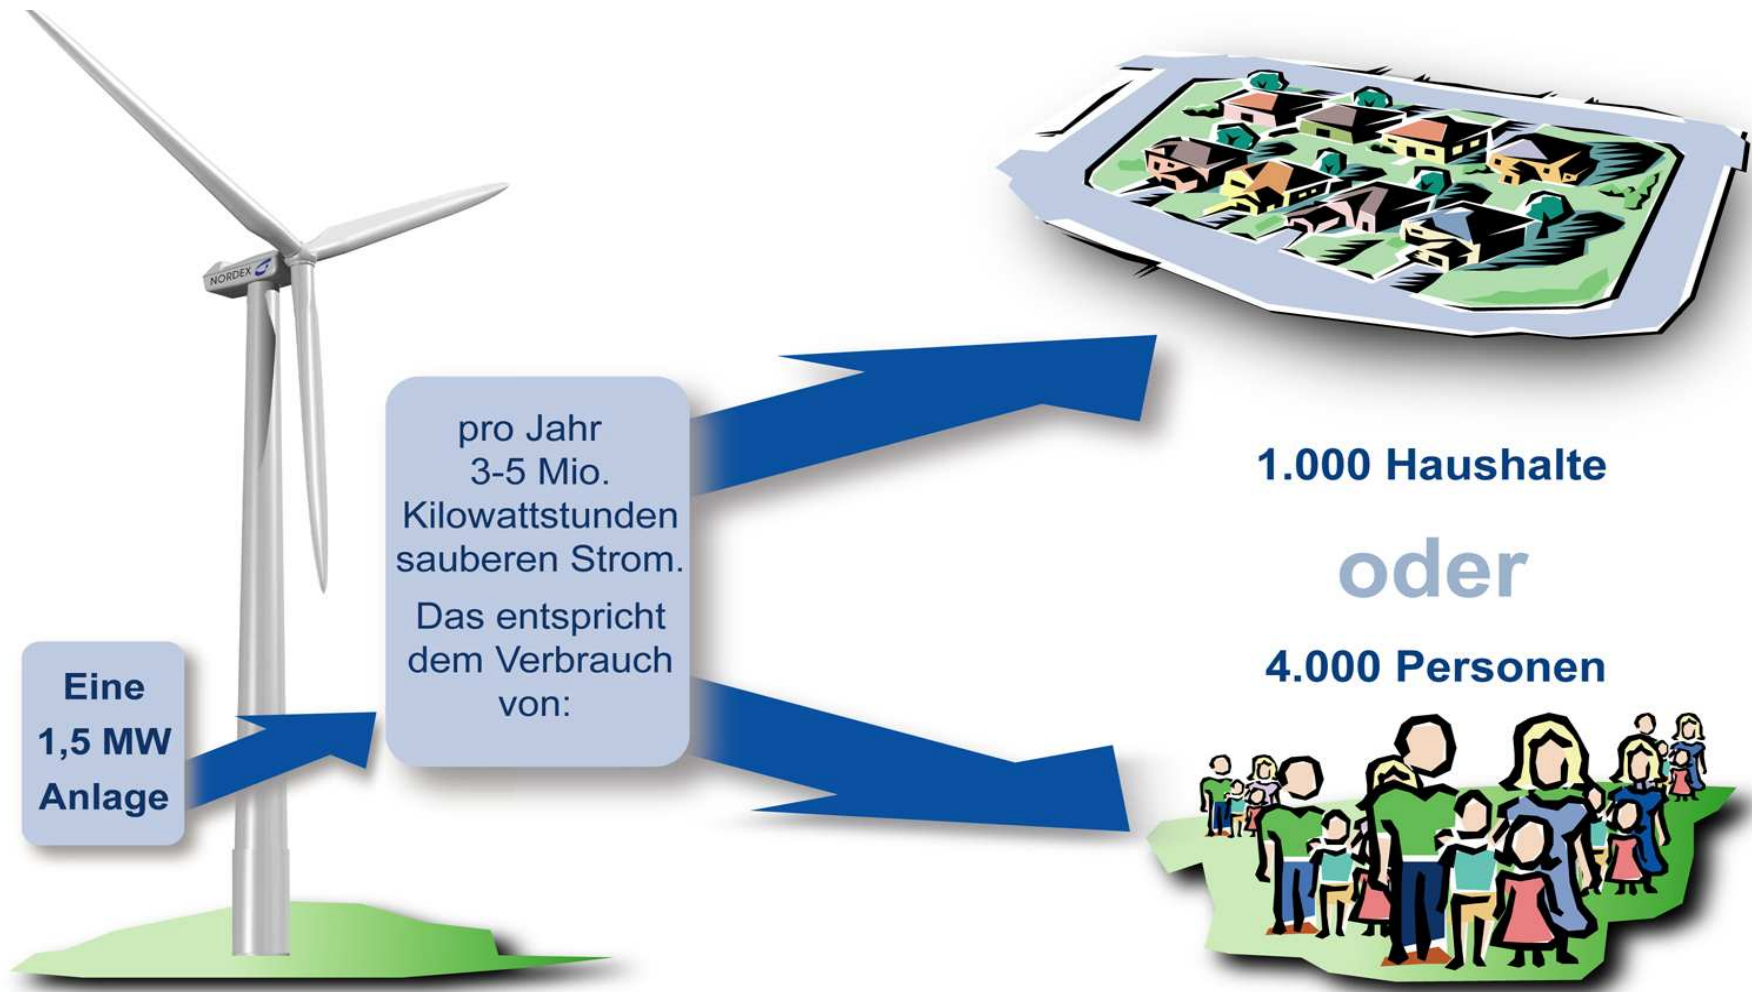 NORDEX
Eine
1,5 MW
Anlage
pro Jahr
3-5 Mio.
Kilowattstunden
sauberen Strom.
Das entspricht
dem Verbrauch
von:
1.000 Haushalte
oder
4.000 Personen